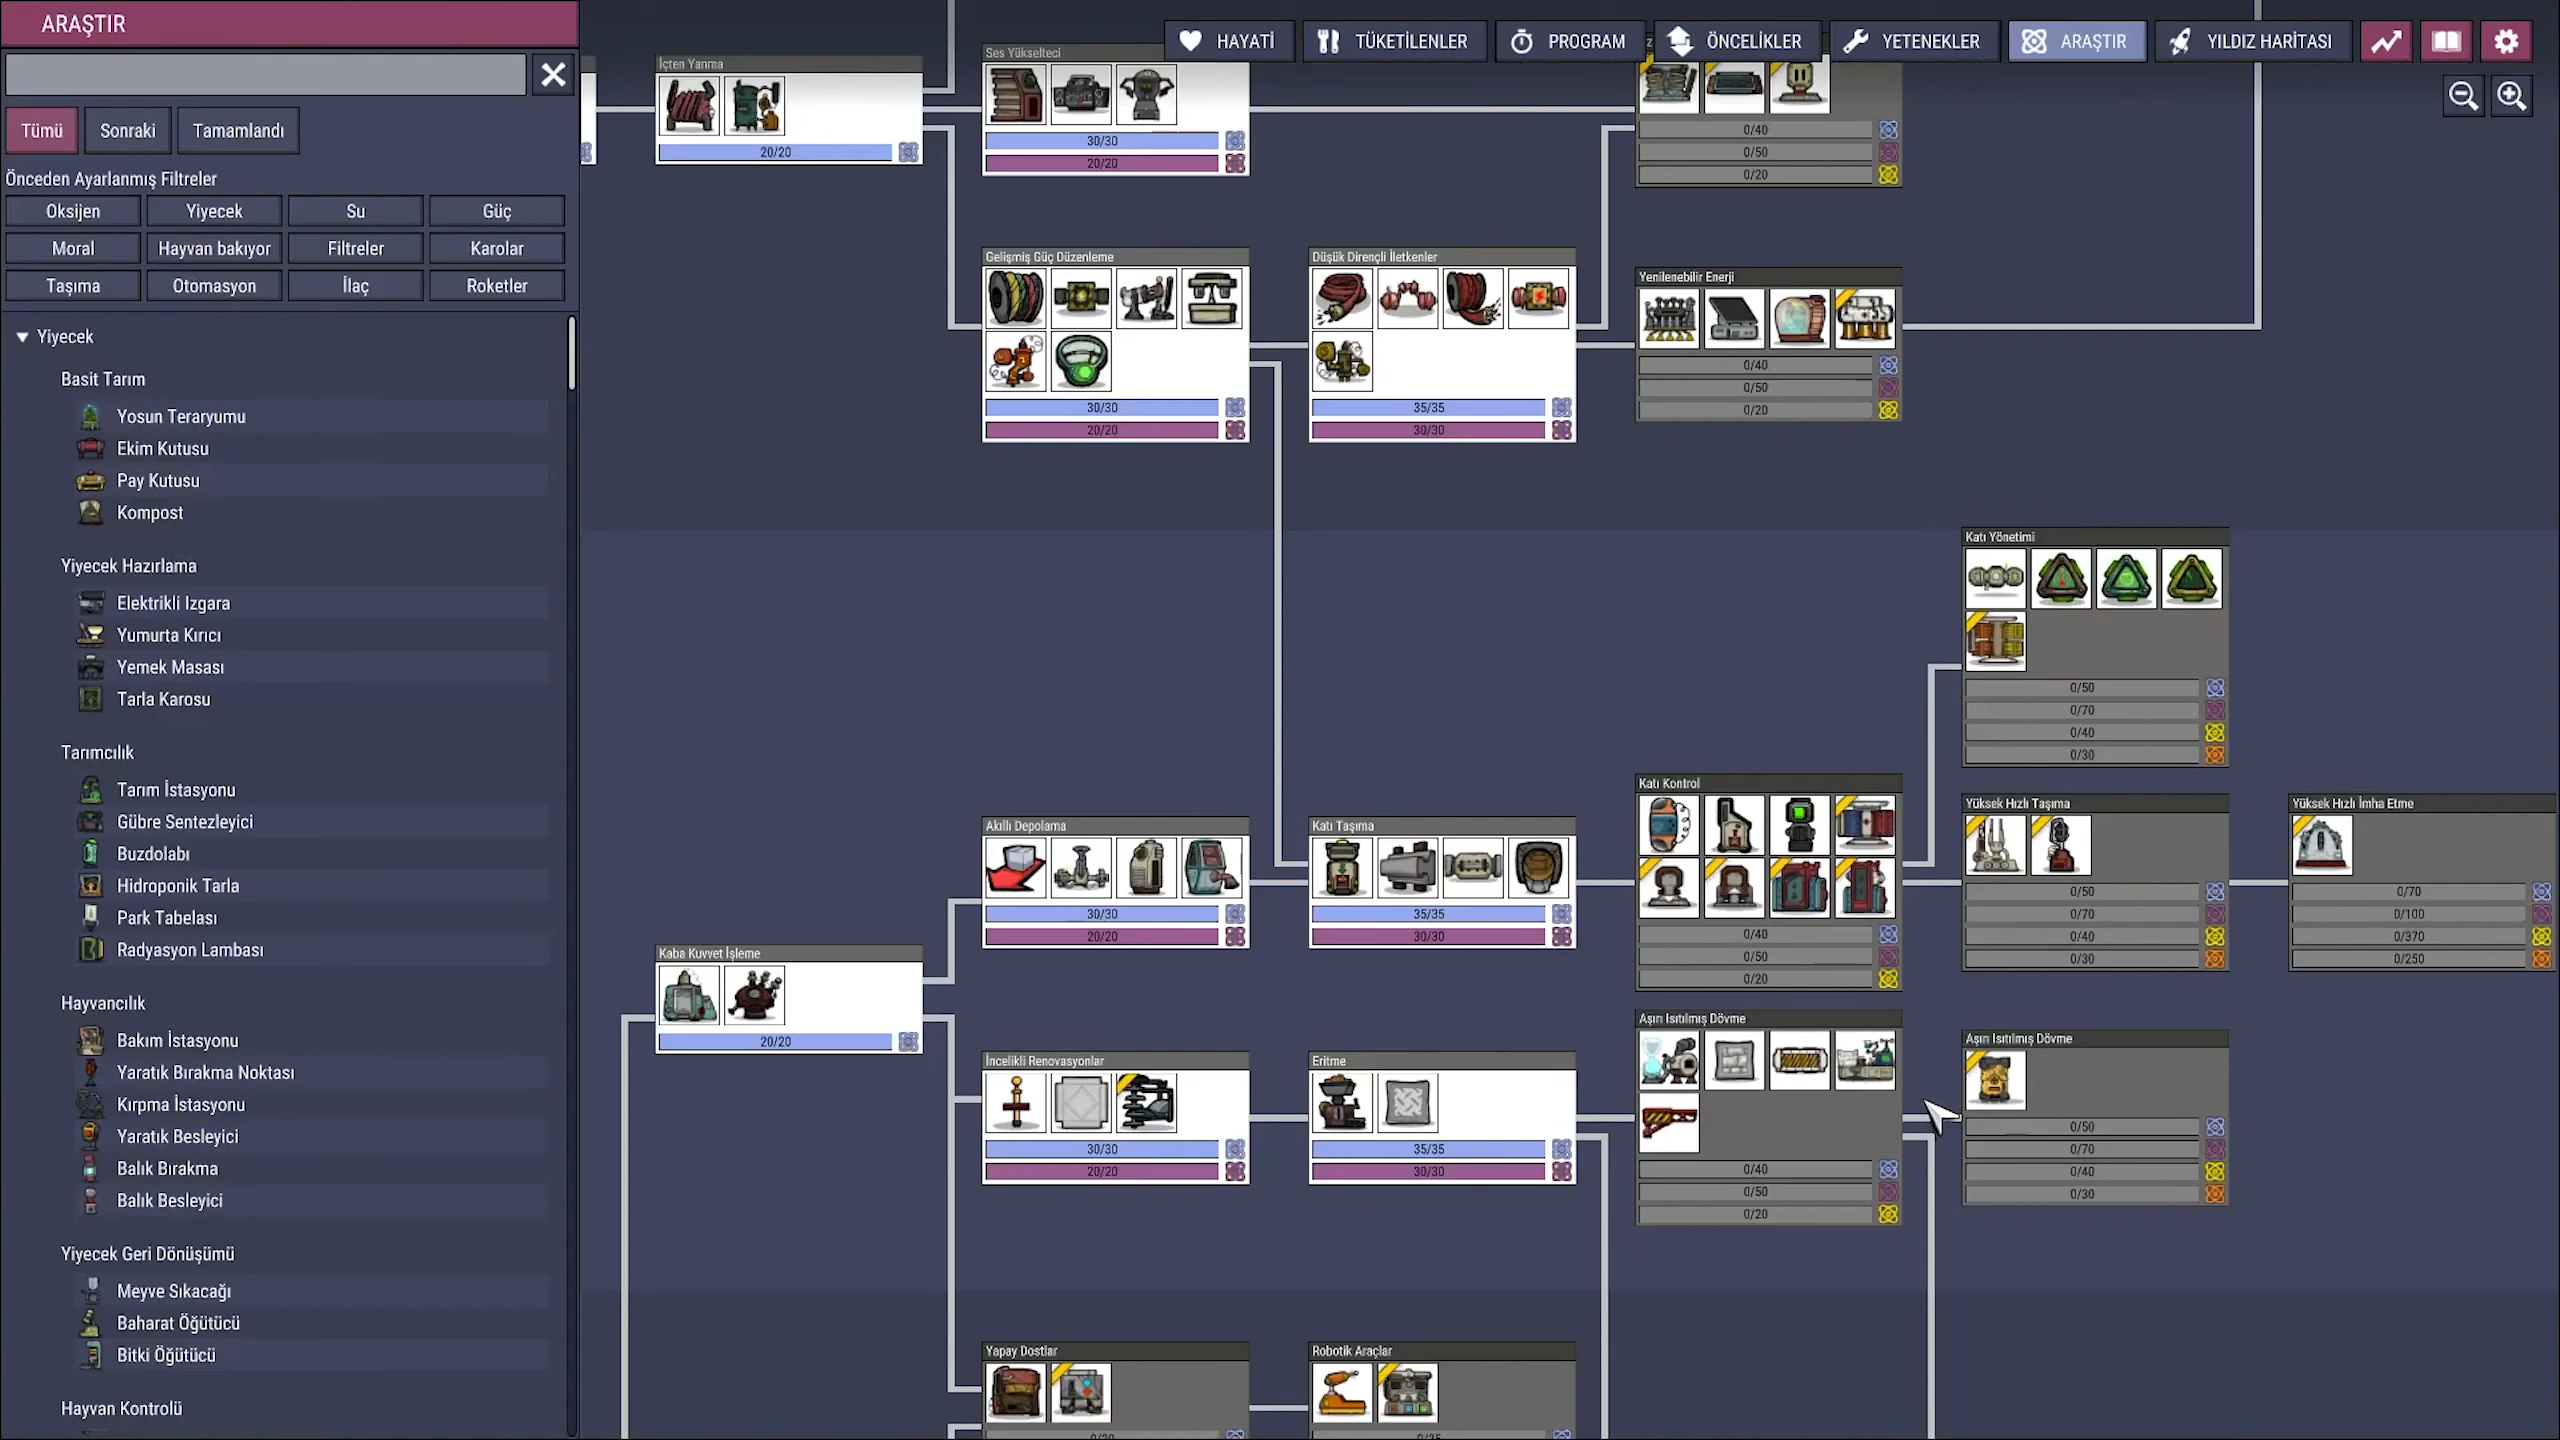 ARAŞTIR
HAYATİ
TÜKETİLENLER
PROGRAM
ÖNCELİKLER
YETENEKLER
ARAŞTIR
YILDIZ HARİTASI
Tümü
Sonraki
Tamamlandı
Önceden Ayarlanmış Filtreler
Oksijen
Yiyecek
Su
Güç
Moral
Hayvan bakıyor
Filtreler
Karolar
Taşıma
Otomasyon
İlaç
Roketler
Yiyecek
Basit Tarım
Yosun Teraryumu
Ekim Kutusu
Pay Kutusu
Kompost
Yiyecek Hazırlama
Elektrikli Izgara
Yumurta Kırıcı
Yemek Masası
Tarla Karosu
Tarımcılık
Tarım İstasyonu
Gübre Sentezleyici
Buzdolabı
Hidroponik Tarla
Park Tabelası
Radyasyon Lambası
Hayvancılık
Bakım İstasyonu
Yaratık Bırakma Noktası
Kırpma İstasyonu
Yaratık Besleyici
Balık Bırakma
Balık Besleyici
Yiyecek Geri Dönüşümü
Meyve Sıkacağı
Baharat Öğütücü
Bitki Öğütücü
Hayvan Kontrolü
İçten Yanma
20/20
Ses Yükselteci
30/30
20/20
0/40
0/50
0/20
Gelişmiş Güç Düzenleme
30/30
20/20
Düşük Dirençli İletkenler
35/35
30/30
Yenilenebilir Enerji
0/40
0/50
0/20
Katı Yönetimi
0/50
0/70
0/40
0/30
Akıllı Depolama
30/30
20/20
Katı Taşıma
35/35
30/30
Katı Kontrol
0/40
0/50
0/20
Yüksek Hızlı Taşıma
0/50
0/70
0/40
0/30
Yüksek Hızlı İmha Etme
0/70
0/100
0/370
0/250
Kaba Kuvvet İşleme
20/20
İncelikli Renovasyonlar
30/30
20/20
Eritme
35/35
30/30
Aşırı Isıtılmış Dövme
0/40
0/50
0/20
Aşırı Isıtılmış Dövme
0/50
0/70
0/40
0/30
Yapay Dostlar
0/30
Robotik Araçlar
0/35